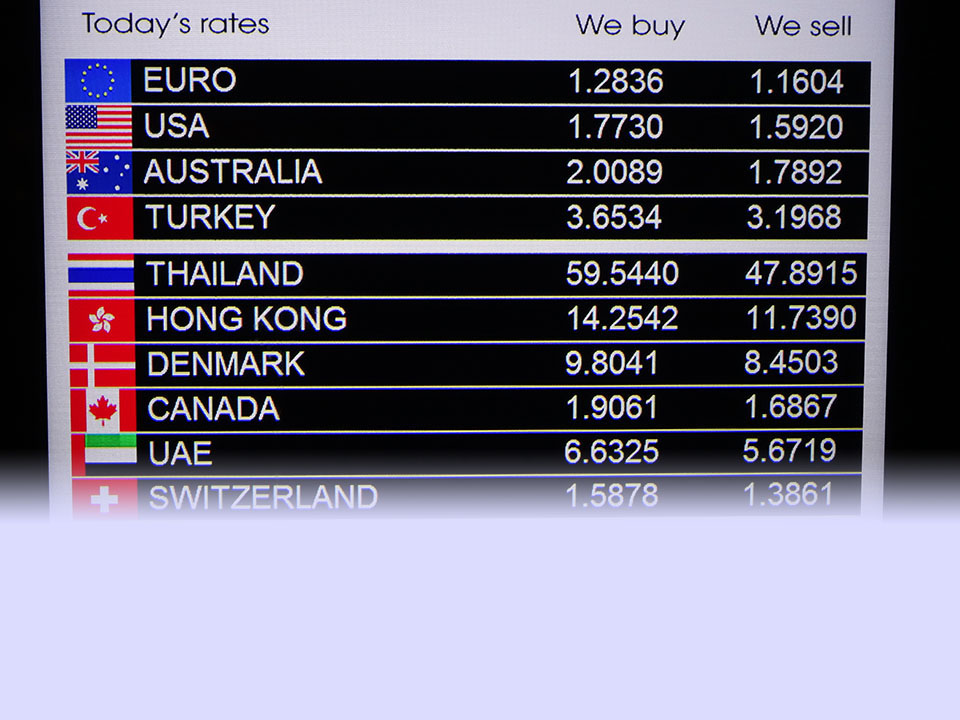 Today's rates We buy We sell
EURO 1.2836 1.1604
USA 1.7730 1.5920
AUSTRALIA 2.0089 1.7892
TURKEY 3.6534 3.1968
THAILAND 59.5440 47.8915
HONG KONG 14.2542 11.7390
DENMARK 9.8041 8.4503
CANADA 1.9061 1.6867
UAE 6.6325 5.6719
SWITZERLAND 1.5878 1.3861